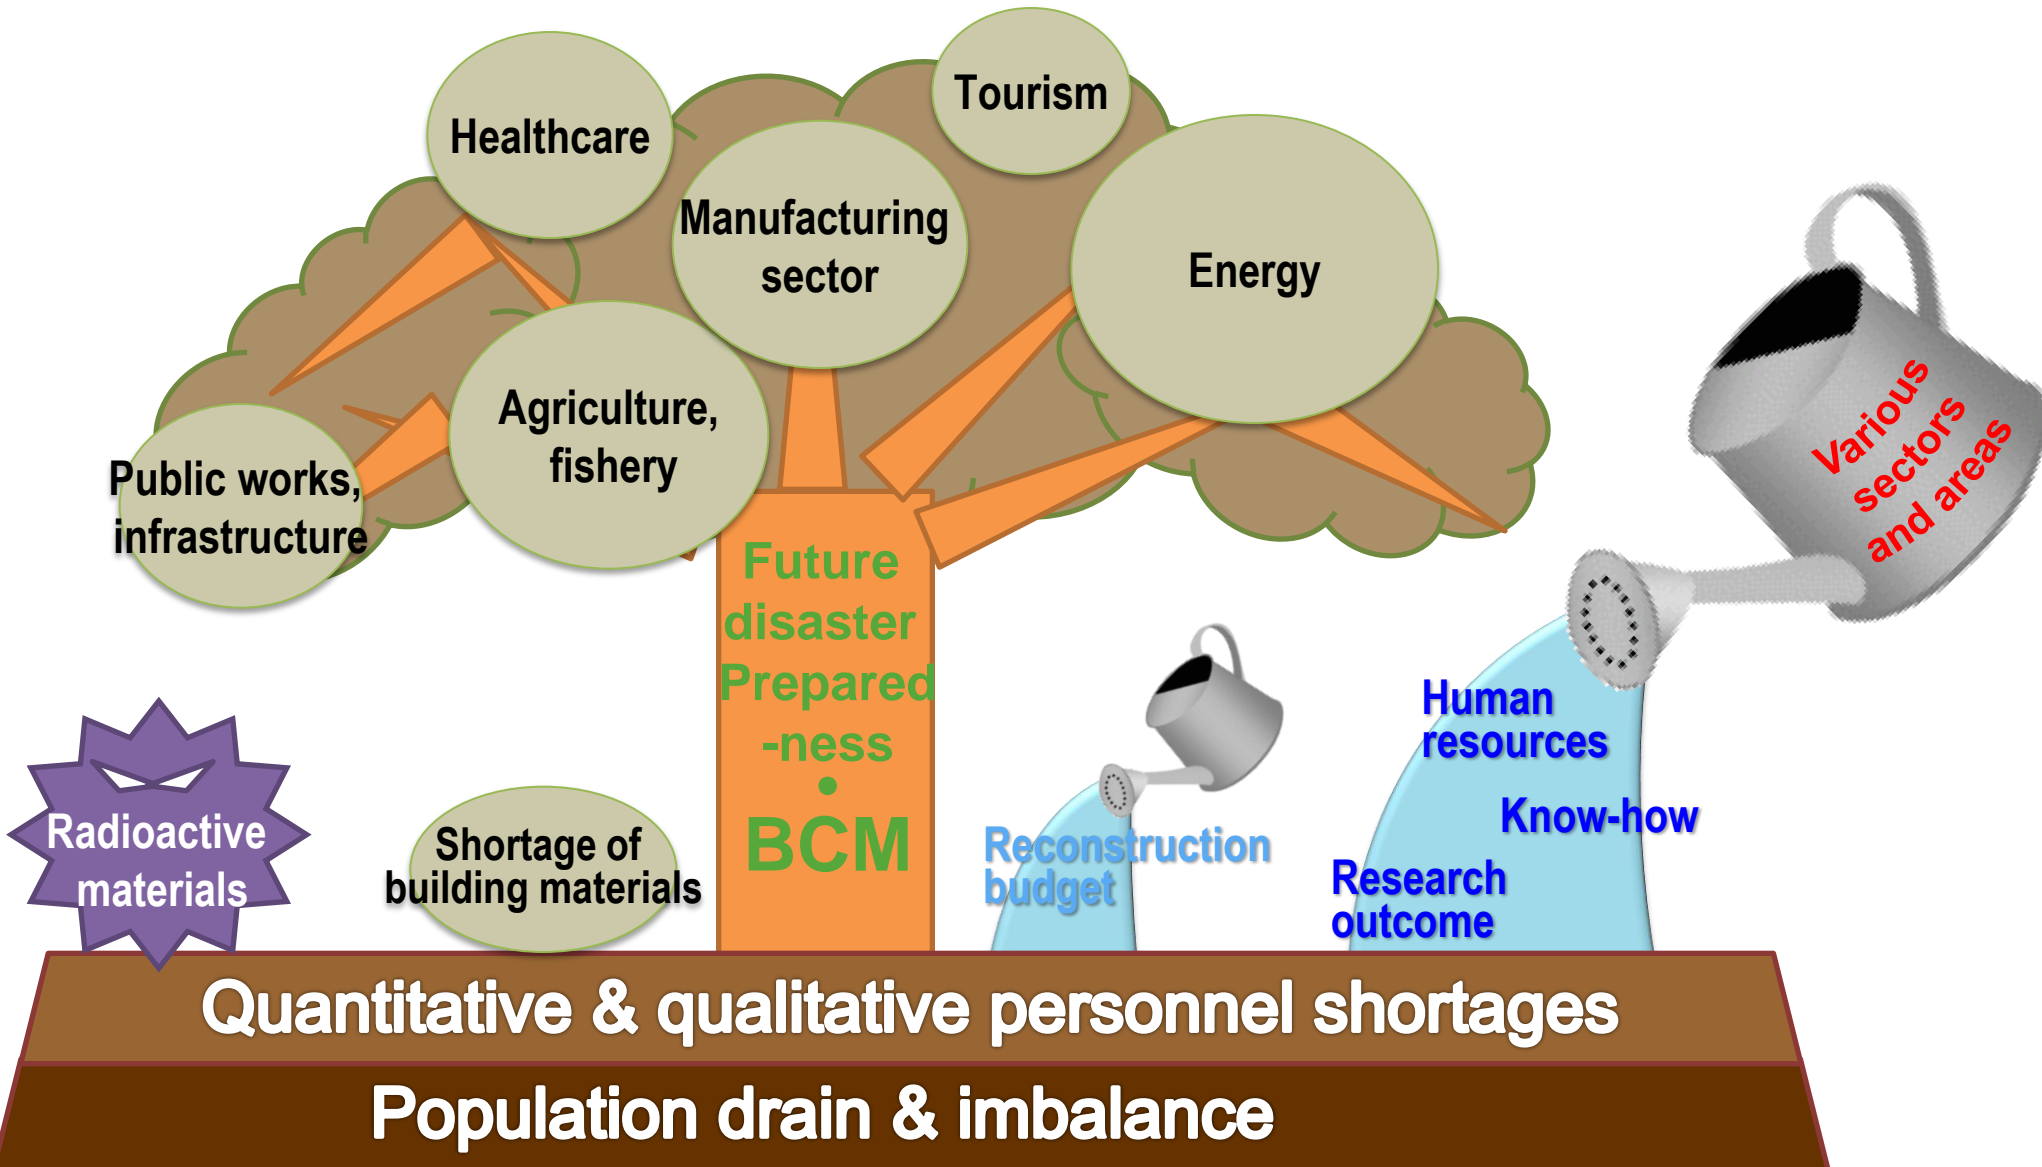 Healthcare
Tourism
Manufacturing
sector
Energy
Agriculture,
fishery
Public works,
infrastructure
Various
sectors
and areas
Future
disaster
Prepared
-ness
•
BCM
Radioactive
materials
Shortage of
building materials
Reconstruction
budget
Human
resources
Know-how
Research
outcome
Quantitative & qualitative personnel shortages
Population drain & imbalance